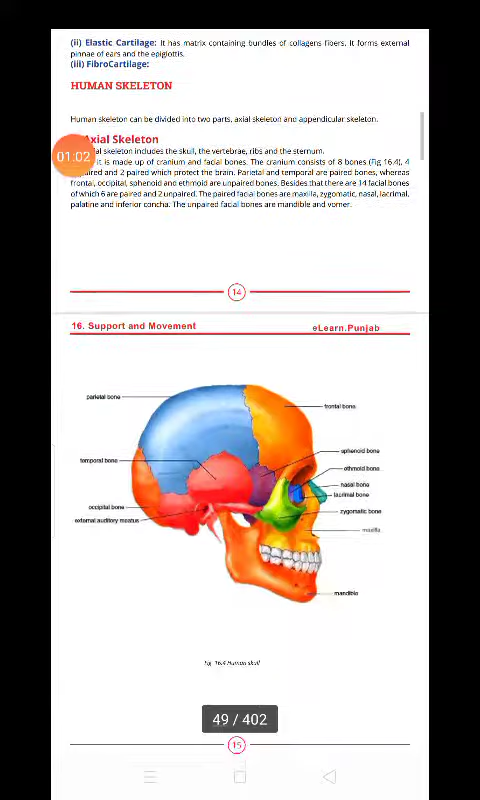 (ii) Elastic Cartilage: It has matrix containing bundles of collagens fibers. It forms external
pinnae of ears and the epiglottis.
(iii) FibroCartilage:
HUMAN SKELETON
Human skeleton can be divided into two parts, axial skeleton and appendicular skeleton.
Axial Skeleton
skeleton includes the skull, the vertebrae, ribs and the sternum.
01:02
it is made up of cranium and facial bones. The cranium consists of 8 bones (Fig 16.4), 4
and 2 paired which protect the brain. Parietal and temporal are paired bones, whereas
frontal, occipital, sphenoid and ethmoid are unpaired bones. Besides that there are 14 facial bones
of which 6 are paired and 2 unpaired. The paired facial bones are maxilla, zygomatic, nasal, lacrimal,
palatine and inferior concha. The unpaired facial bones are mandible and vomer.
14
16. Support and Movement eLearn.Punjab
parietal bone
frontal bone
sphenoid bone
temporal bone
ethmoid bone
nasal bone
lacrimal bone
occipital bone
zygomatic bone
external auditory meatus
maxilla
mandible
Fig 16.4 Human skull
49 / 402
15